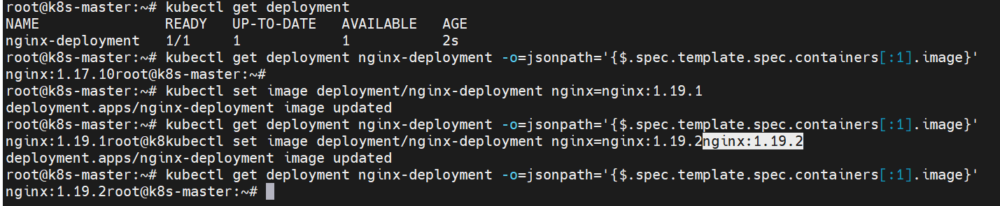 root@k8s-master:~# kubectl get deployment
NAME               READY   UP-TO-DATE   AVAILABLE   AGE
nginx-deployment   1/1     1            1           2s
root@k8s-master:~# kubectl get deployment nginx-deployment -o=jsonpath='{$.spec.template.spec.containers[:1].image}'
nginx:1.17.10root@k8s-master:~#
root@k8s-master:~# kubectl set image deployment/nginx-deployment nginx=nginx:1.19.1
deployment.apps/nginx-deployment image updated
root@k8s-master:~# kubectl get deployment nginx-deployment -o=jsonpath='{$.spec.template.spec.containers[:1].image}'
nginx:1.19.1root@k8kubectl set image deployment/nginx-deployment nginx=nginx:1.19.2nginx:1.19.2
deployment.apps/nginx-deployment image updated
root@k8s-master:~# kubectl get deployment nginx-deployment -o=jsonpath='{$.spec.template.spec.containers[:1].image}'
nginx:1.19.2root@k8s-master:~#